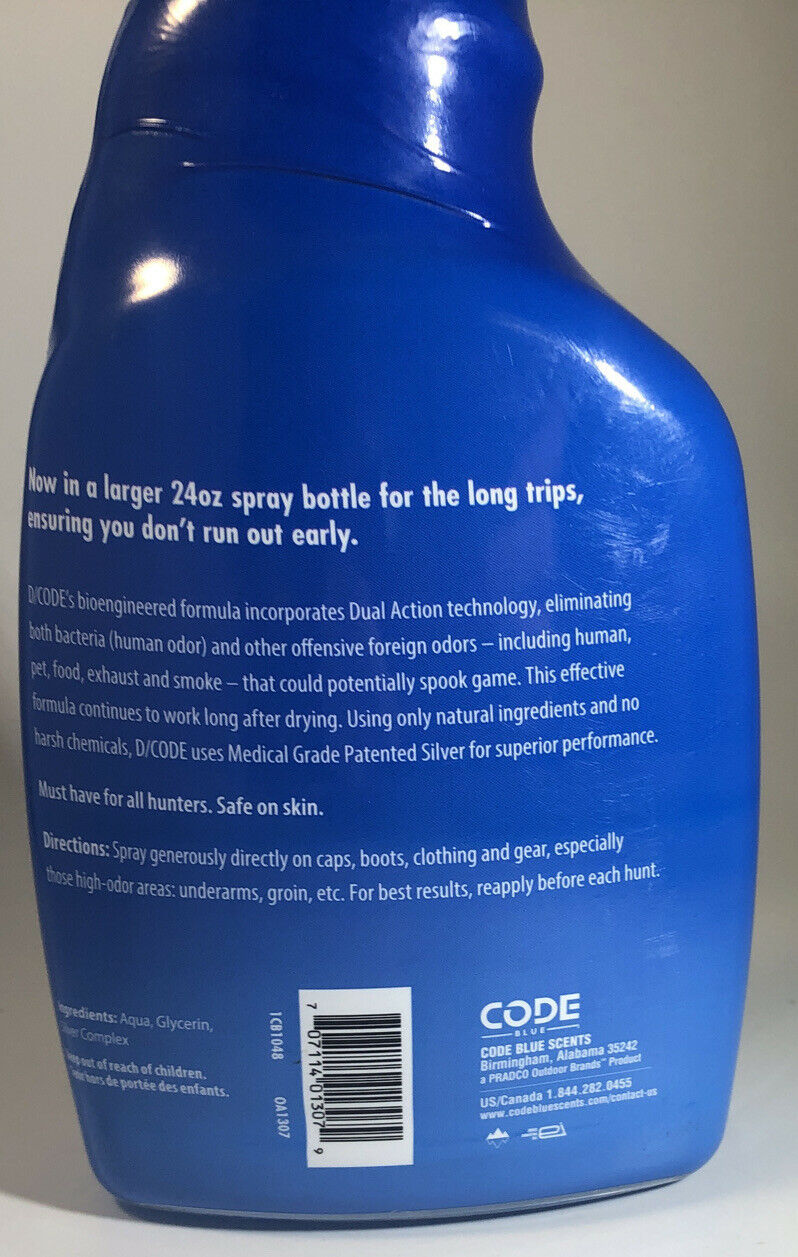 Now in a larger 24oz spray bottle for the long trips,
ensuring you don't run out early.
D/CODE's bioengineered formula incorporates Dual Action technology, eliminating
both bacteria (human odor) and other offensive foreign odors – including human,
pet, food, exhaust and smoke – that could potentially spook game. This effective
formula continues to work long after drying. Using only natural ingredients and no
harsh chemicals, D/CODE uses Medical Grade Patented Silver for superior performance.
Must have for all hunters. Safe on skin.
Directions: Spray generously directly on caps, boots, clothing and gear, especially
those high-odor areas: underarms, groin, etc. For best results, reapply before each hunt.
Ingredients: Aqua, Glycerin,
Complex
Keep out of reach of children.
hors de portée des enfants.
1CB1048 OA1307
7 07114 01307 9
CODE
BLUE
CODE BLUE SCENTS
Birmingham, Alabama 35242
a PRADCO Outdoor Brands™ Product
US/Canada 1.844.282.0455
www.codebluescents.com/contact-us